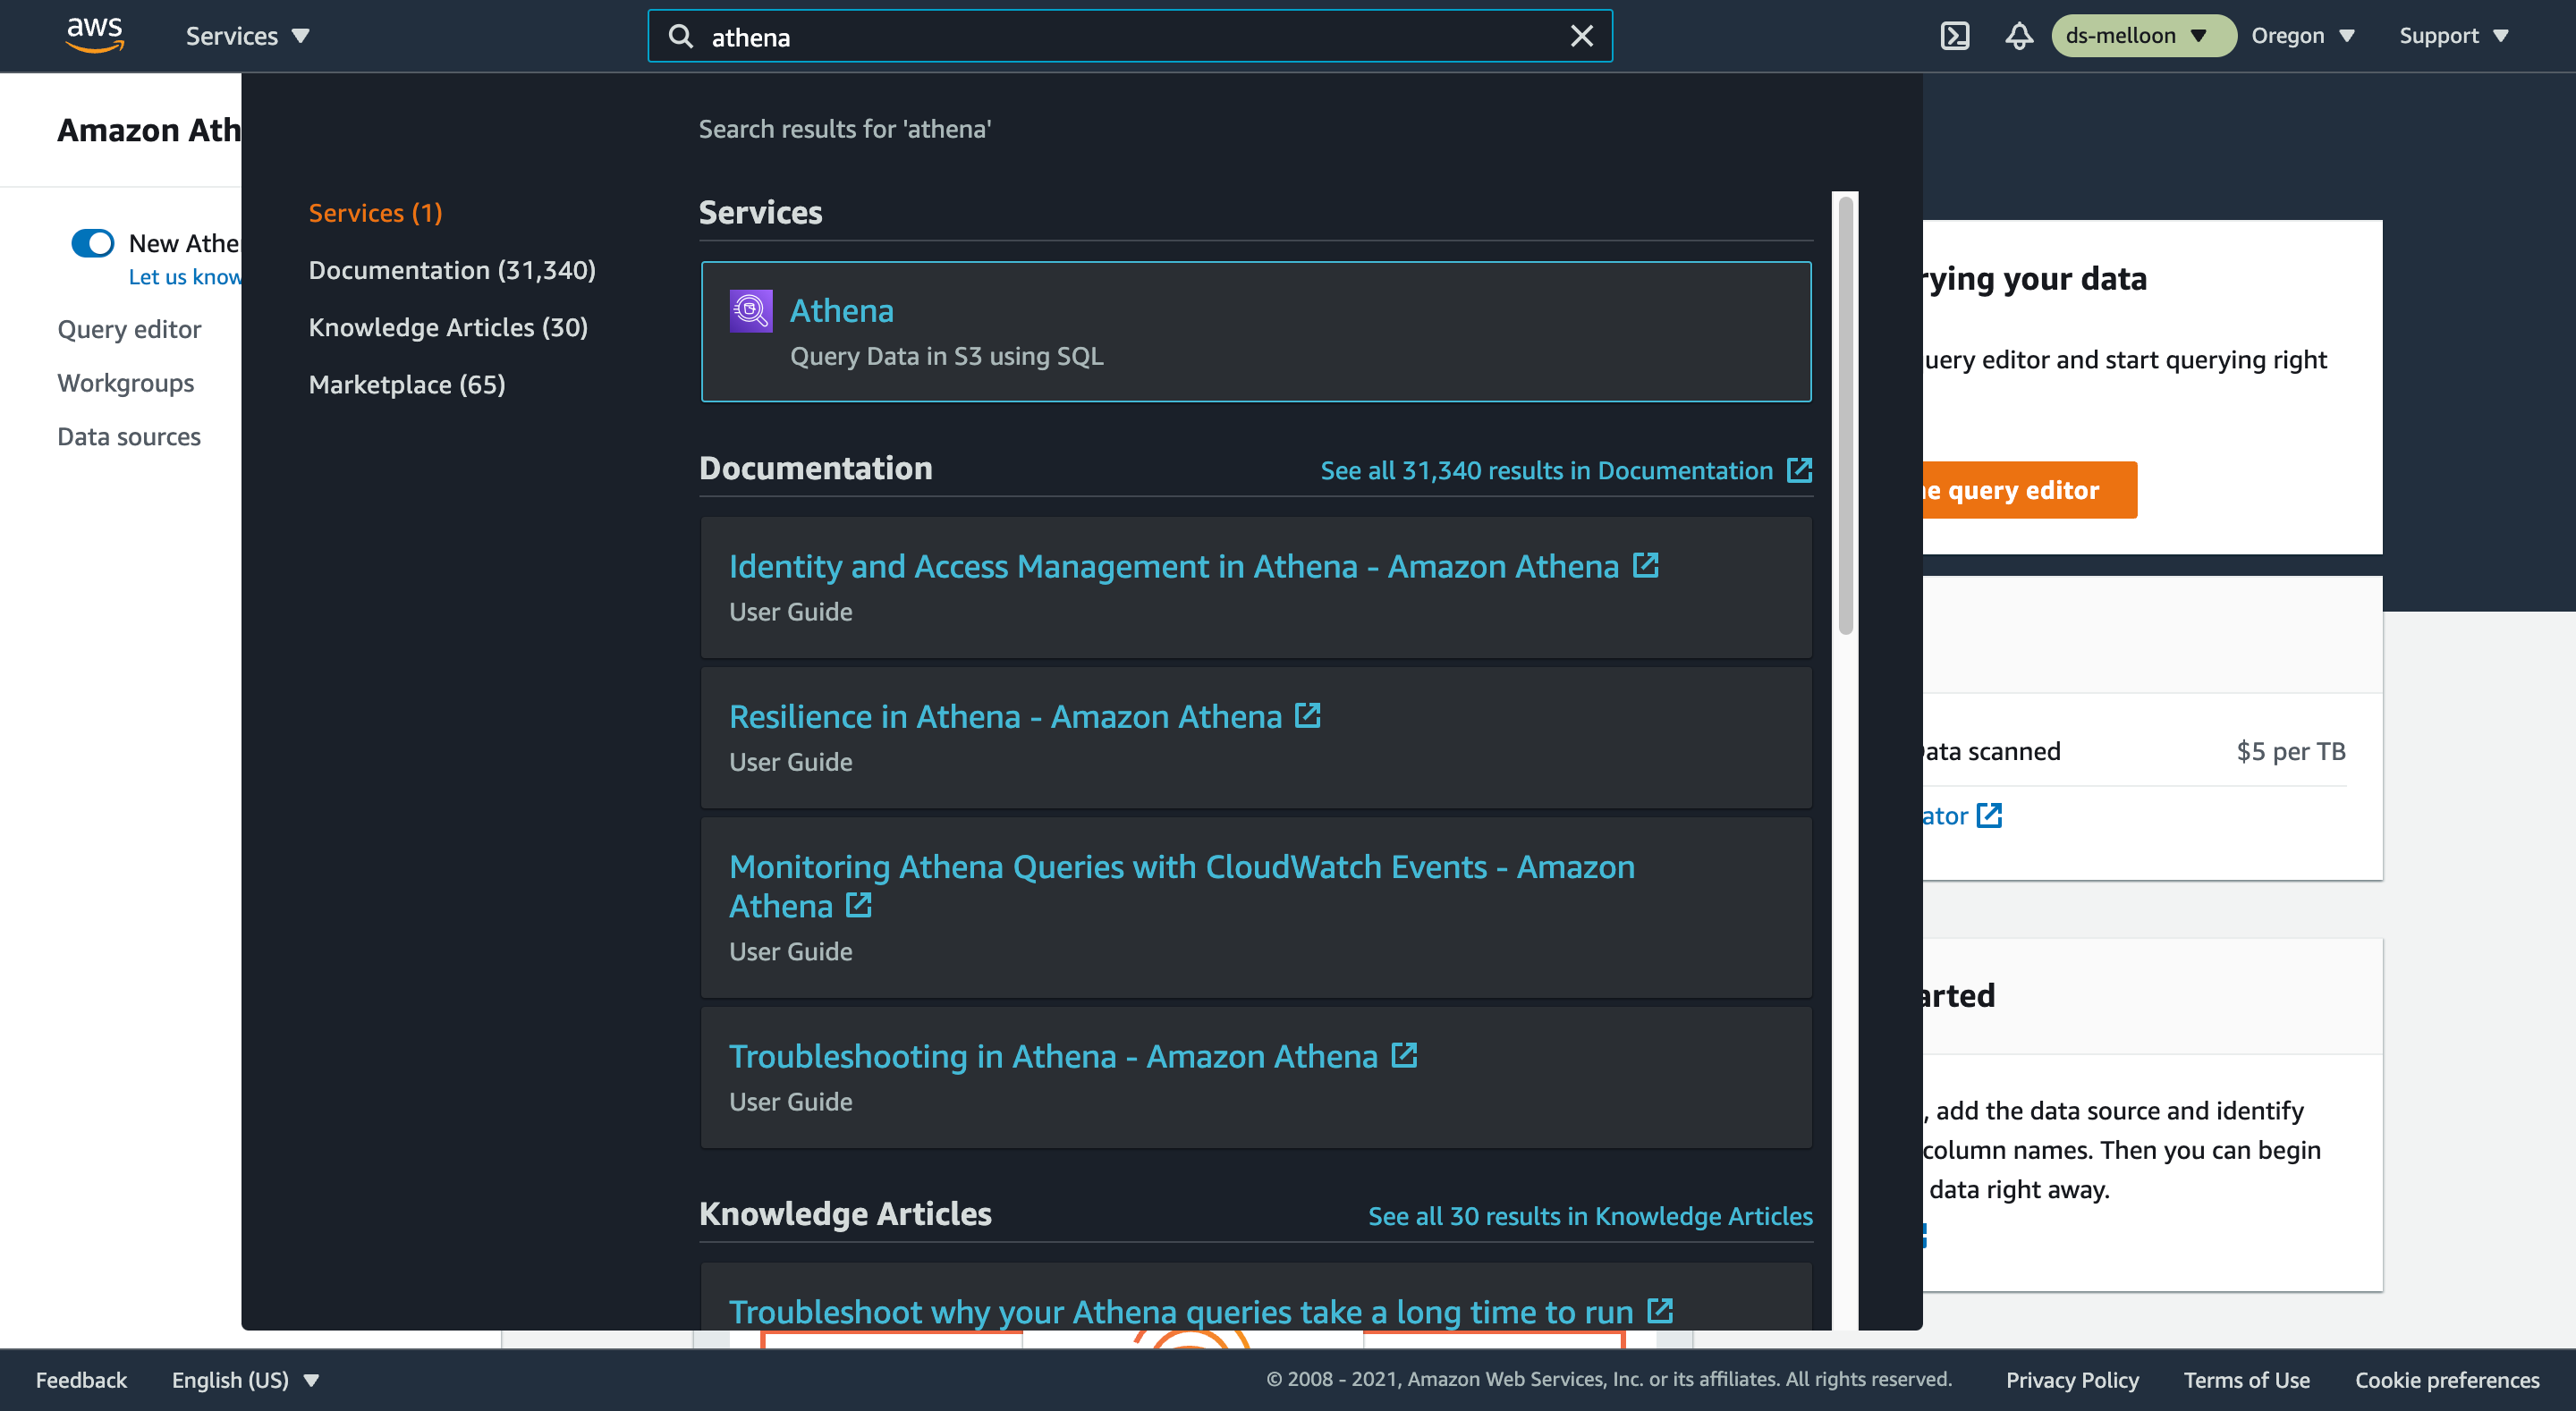 aws
Services
athena
ds-melloon
Oregon
Support
Amazon Ath
New Athe
Let us know
Query editor
Workgroups
Data sources
Search results for 'athena'
Services (1)
Documentation (31,340)
Knowledge Articles (30)
Marketplace (65)
Services
Athena
Query Data in S3 using SQL
Documentation
See all 31,340 results in Documentation
Identity and Access Management in Athena - Amazon Athena
User Guide
Resilience in Athena - Amazon Athena
User Guide
Monitoring Athena Queries with CloudWatch Events - Amazon
Athena
User Guide
Troubleshooting in Athena - Amazon Athena
User Guide
Knowledge Articles
See all 30 results in Knowledge Articles
Troubleshoot why your Athena queries take a long time to run
rying your data
uery editor and start querying right
e query editor
ata scanned
$5 per TB
ator
arted
, add the data source and identify
column names. Then you can begin
data right away.
Feedback
English (US)
© 2008 - 2021, Amazon Web Services, Inc. or its affiliates. All rights reserved.
Privacy Policy
Terms of Use
Cookie preferences